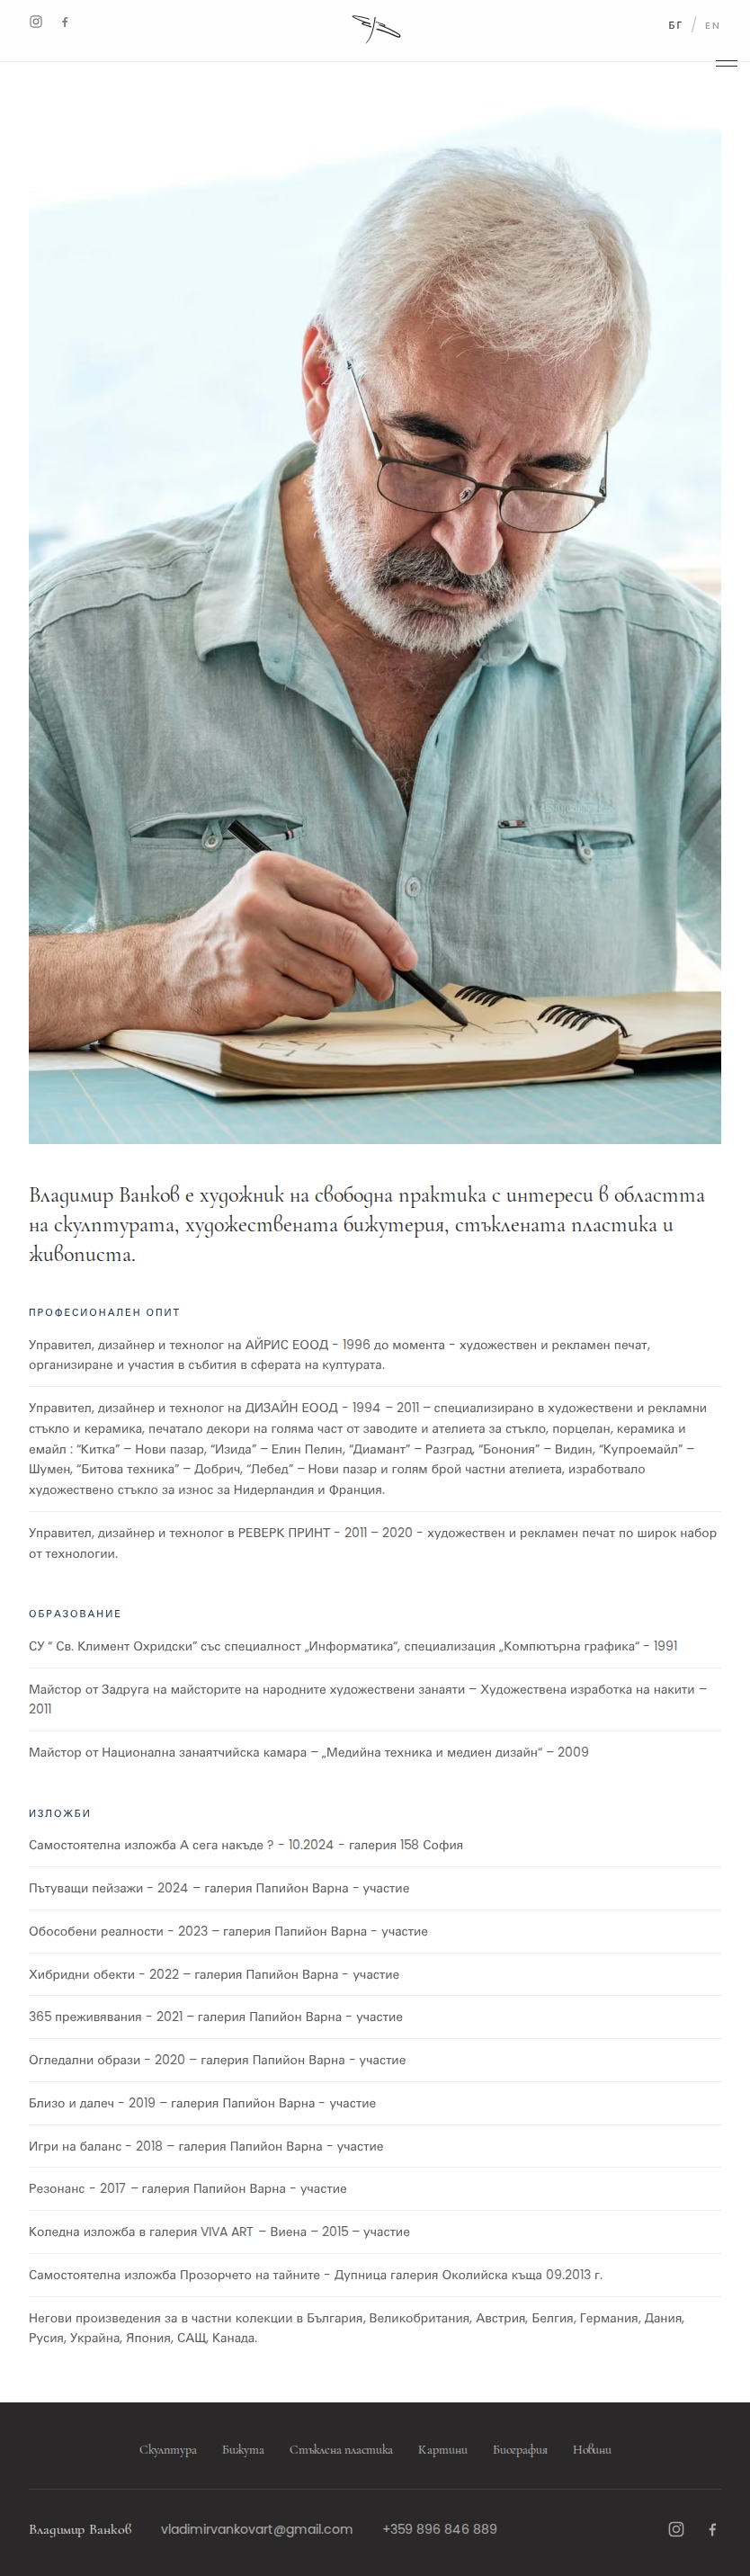 БГ / EN
Владимир Ванков е художник на свободна практика с интереси в областта
на скулптурата, художествената бижутерия, стъклената пластика и
живописта.
ПРОФЕСИОНАЛЕН ОПИТ
Управител, дизайнер и технолог на АЙРИС ЕООД - 1996 до момента - художествен и рекламен печат,
организиране и участия в събития в сферата на културата.
Управител, дизайнер и технолог на ДИЗАЙН ЕООД - 1994 – 2011 – специализирано в художествени и рекламни
стъкло и керамика, печатало декори на голяма част от заводите и ателиета за стъкло, порцелан, керамика и
емайл : “Китка” – Нови пазар, “Изида” – Елин Пелин, “Диамант” – Разград, “Бонония” – Видин, “Купроемайл” –
Шумен, “Битова техника” – Добрич, “Лебед” – Нови пазар и голям брой частни ателиета, изработвало
художествено стъкло за износ за Нидерландия и Франция.
Управител, дизайнер и технолог в РЕВЕРК ПРИНТ - 2011 – 2020 - художествен и рекламен печат по широк набор
от технологии.
ОБРАЗОВАНИЕ
СУ “ Св. Климент Охридски” със специалност „Информатика“, специализация „Компютърна графика“ - 1991
Майстор от Задруга на майсторите на народните художествени занаяти – Художествена изработка на накити –
2011
Майстор от Национална занаятчийска камара – „Медийна техника и медиен дизайн“ – 2009
ИЗЛОЖБИ
Самостоятелна изложба А сега накъде ? - 10.2024 - галерия 158 София
Пътуващи пейзажи - 2024 – галерия Папийон Варна - участие
Обособени реалности - 2023 – галерия Папийон Варна - участие
Хибридни обекти - 2022 – галерия Папийон Варна - участие
365 преживявания - 2021 – галерия Папийон Варна - участие
Огледални образи - 2020 – галерия Папийон Варна - участие
Близо и далеч - 2019 – галерия Папийон Варна - участие
Игри на баланс - 2018 – галерия Папийон Варна - участие
Резонанс - 2017 – галерия Папийон Варна - участие
Коледна изложба в галерия VIVA ART – Виена – 2015 – участие
Самостоятелна изложба Прозорчето на тайните - Дупница галерия Околийска къща 09.2013 г.
Негови произведения за в частни колекции в България, Великобритания, Австрия, Белгия, Германия, Дания,
Русия, Украйна, Япония, САЩ, Канада.
Скулптура Бижута Стъклена пластика Картини Биография Новини
Владимир Ванков vladimirvankovart@gmail.com +359 896 846 889